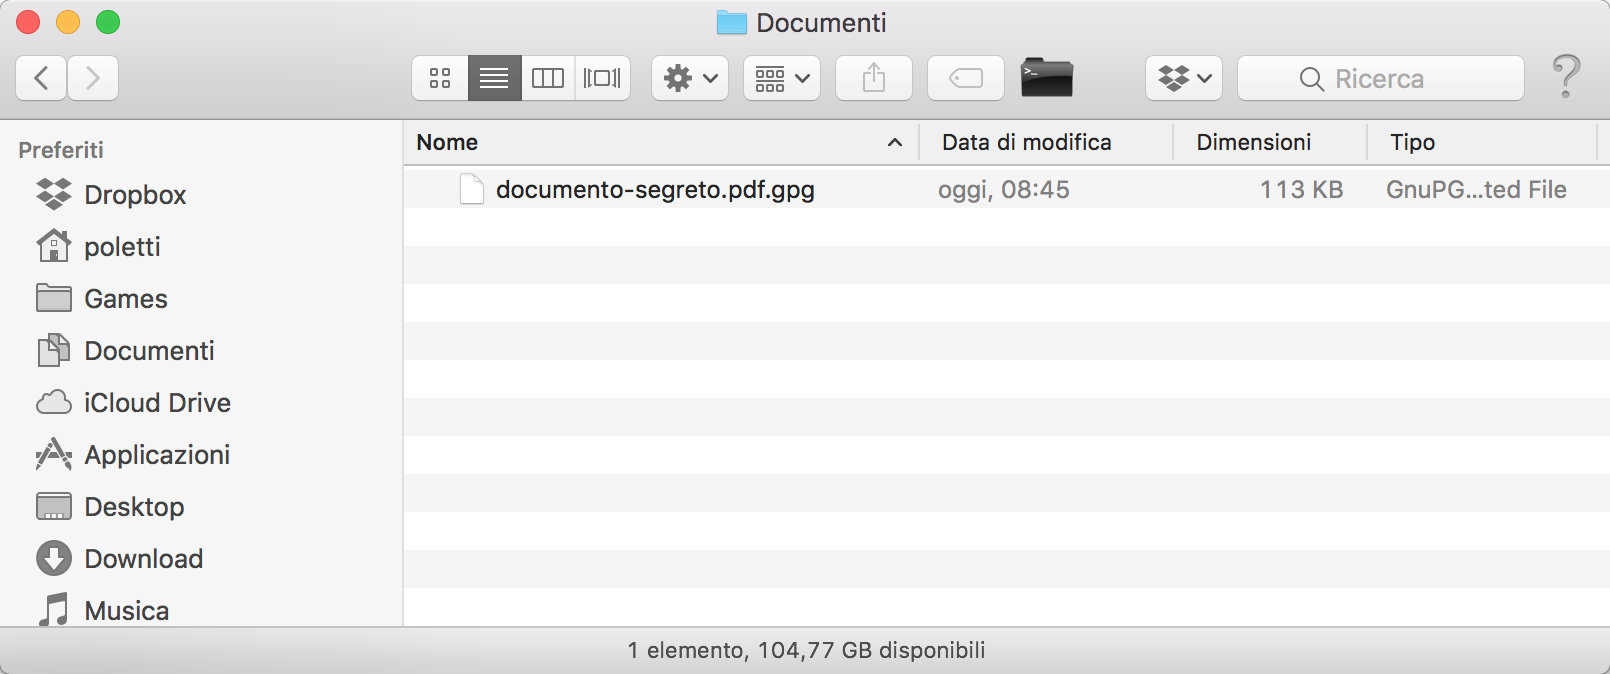 Documenti
Ricerca
Preferiti
Dropbox
poletti
Games
Documenti
iCloud Drive
Applicazioni
Desktop
Download
Musica
Nome Data di modifica Dimensioni Tipo
documento-segreto.pdf.gpg oggi, 08:45 113 KB GnuPG...ted File
1 elemento, 104,77 GB disponibili